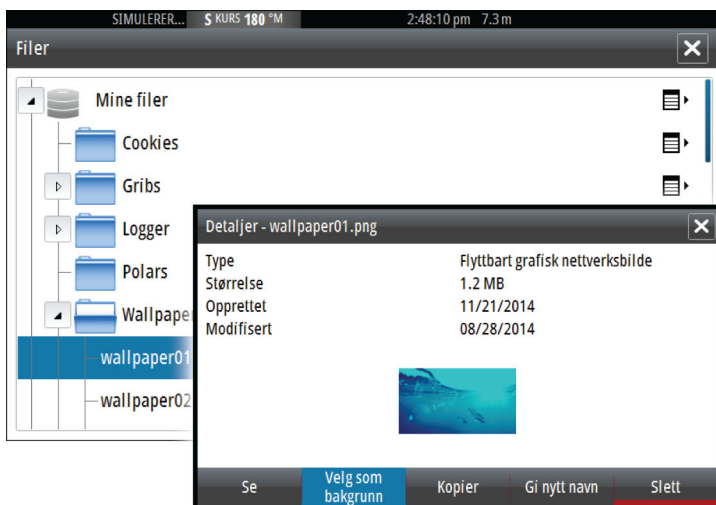 SIMULERER... S KURS 180 °M 2:48:10 pm 7.3 m
Filer
Mine filer
Cookies
Gribs
Logger
Polars
Wallpape
wallpaper01
wallpaper02
Detaljer - wallpaper01.png
Type Flyttbart grafisk nettverksbilde
Størrelse 1.2 MB
Opprettet 11/21/2014
Modifisert 08/28/2014
Se
Velg som
bakgrunn
Kopier
Gi nytt navn
Slett